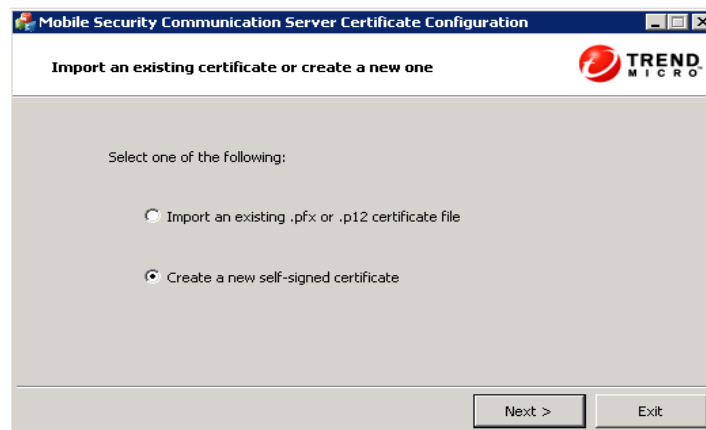 Mobile Security Communication Server Certificate Configuration
Import an existing certificate or create a new one
TREND
MICRO
Select one of the following:
Import an existing .pfx or .p12 certificate file
Create a new self-signed certificate
Next >
Exit